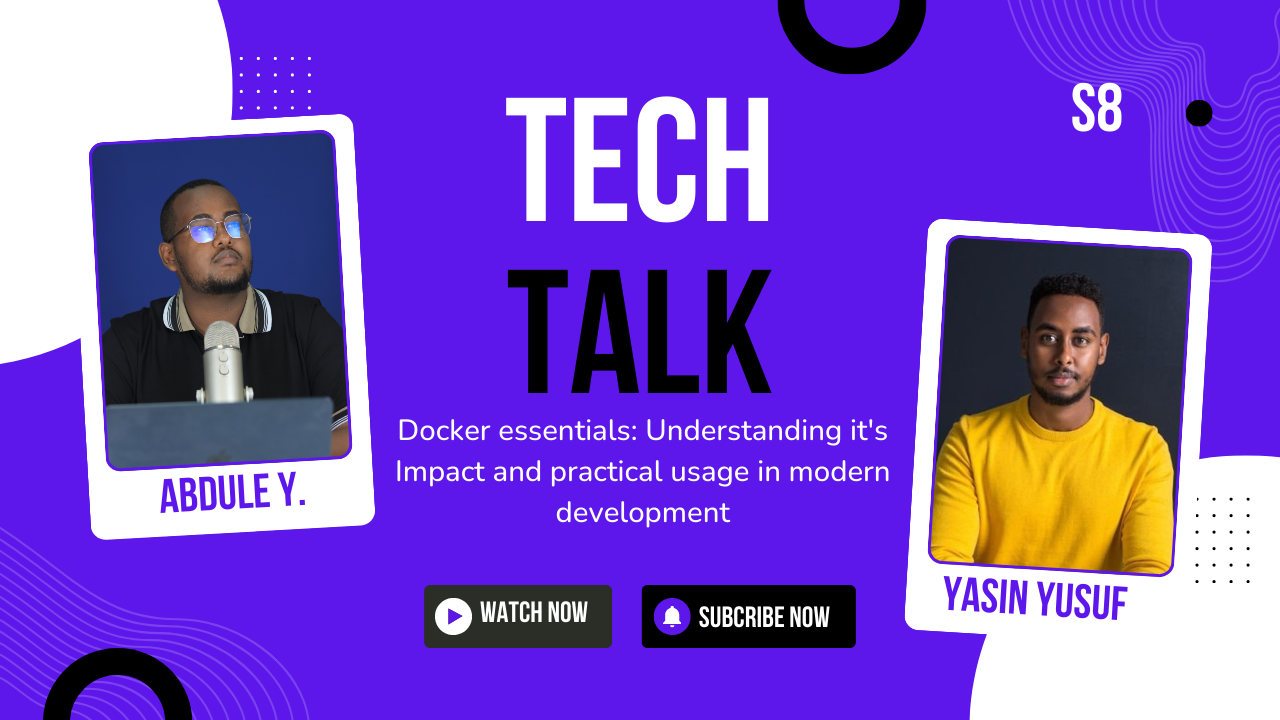 S8
TECH
TALK
Docker essentials: Understanding it's
Impact and practical usage in modern
development
ABDULE Y.
YASIN YUSUF
WATCH NOW
SUBCRIBE NOW